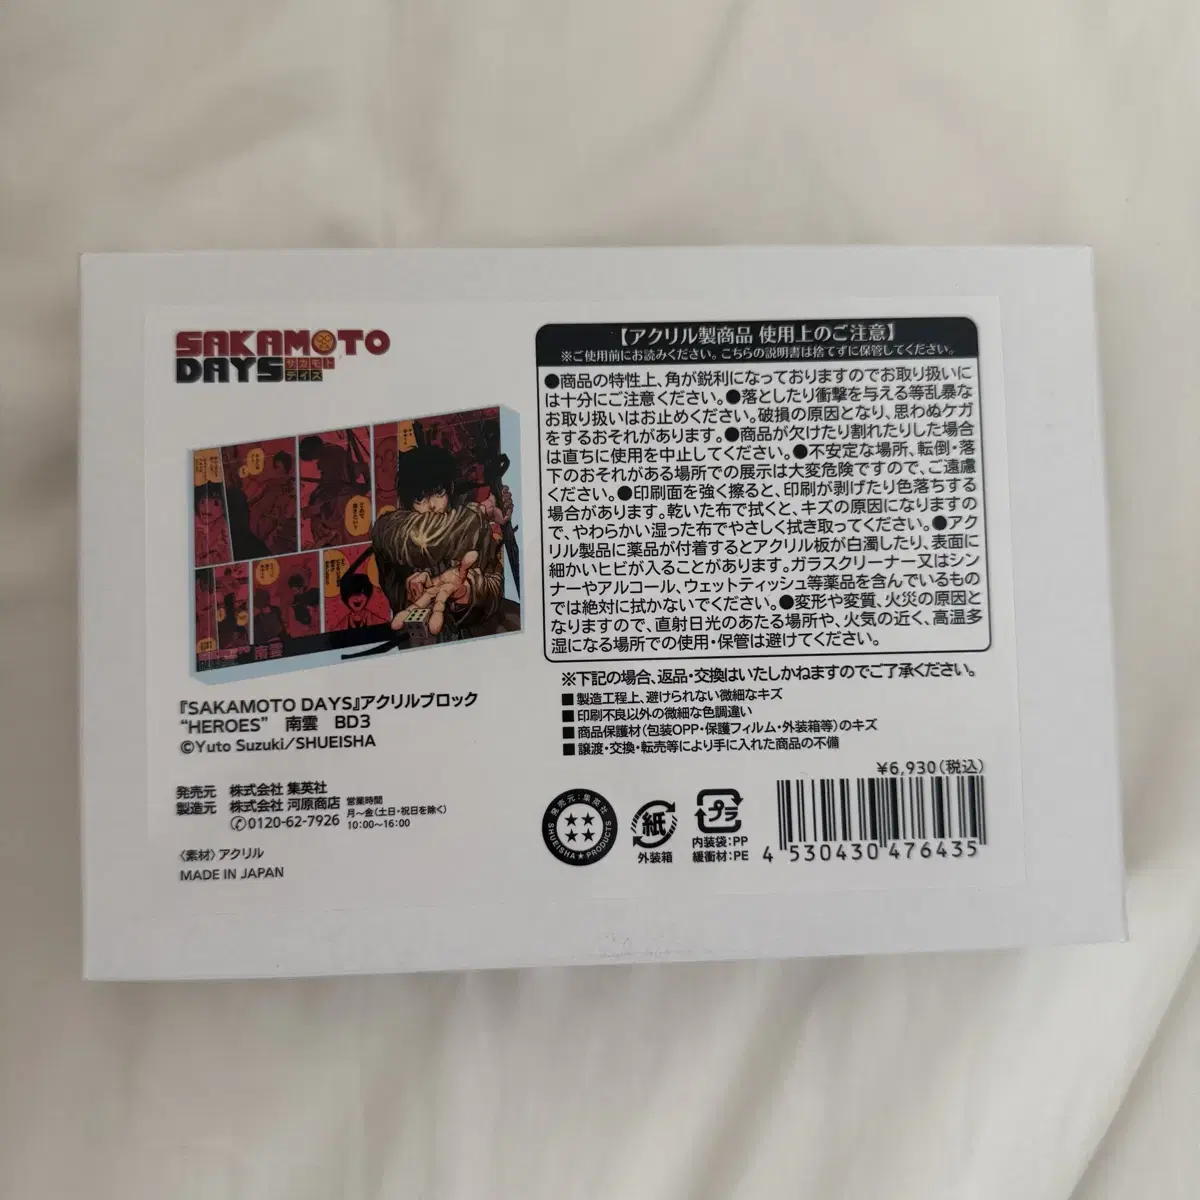 SAKAMOTO
DAYS サカモト
デイズ
南雲
『SAKAMOTO DAYS』アクリルブロック
“HEROES” 南雲 BD3
©Yuto Suzuki/SHUEISHA
発売元 株式会社 集英社
製造元 株式会社 河原商店
0120-62-7926
営業時間
月〜金(土日・祝日を除く)
10:00〜16:00
〈素材〉アクリル
MADE IN JAPAN
【アクリル製商品 使用上のご注意】
※ご使用前にお読みください。こちらの説明書は捨てずに保管してください。
●商品の特性上、角が鋭利になっておりますのでお取り扱いに
は十分にご注意ください。●落としたり衝撃を与える等乱暴な
お取り扱いはお止めください。破損の原因となり、思わぬケガ
をするおそれがあります。●商品が欠けたり割れたりした場合
は直ちに使用を中止してください。●不安定な場所、転倒・落
下のおそれがある場所での展示は大変危険ですので、ご遠慮
ください。●印刷面を強く擦ると、印刷が剥げたり色落ちする
場合があります。乾いた布で拭くと、キズの原因になりますの
で、やわらかい湿った布でやさしく拭き取ってください。●アク
リル製品に薬品が付着するとアクリル板が白濁したり、表面に
細かいヒビが入ることがあります。ガラスクリーナー又はシン
ナーやアルコール、ウェットティッシュ等薬品を含んでいるもの
では絶対に拭かないでください。●変形や変質、火災の原因と
なりますので、直射日光のあたる場所や、火気の近く、高温多
湿になる場所での使用・保管は避けてください。
※下記の場合、返品・交換はいたしかねますのでご了承ください。
■製造工程上、避けられない微細なキズ
■印刷不良以外の微細な色調違い
■商品保護材(包装OPP・保護フィルム・外装箱等)のキズ
■譲渡・交換・転売等により手に入れた商品の不備
¥6,930(税込)
発売元:集英社
SHUEISHA★PRODUCTS
紙
外装箱
プラ
内装袋:PP
緩衝材:PE
4 530430 476435